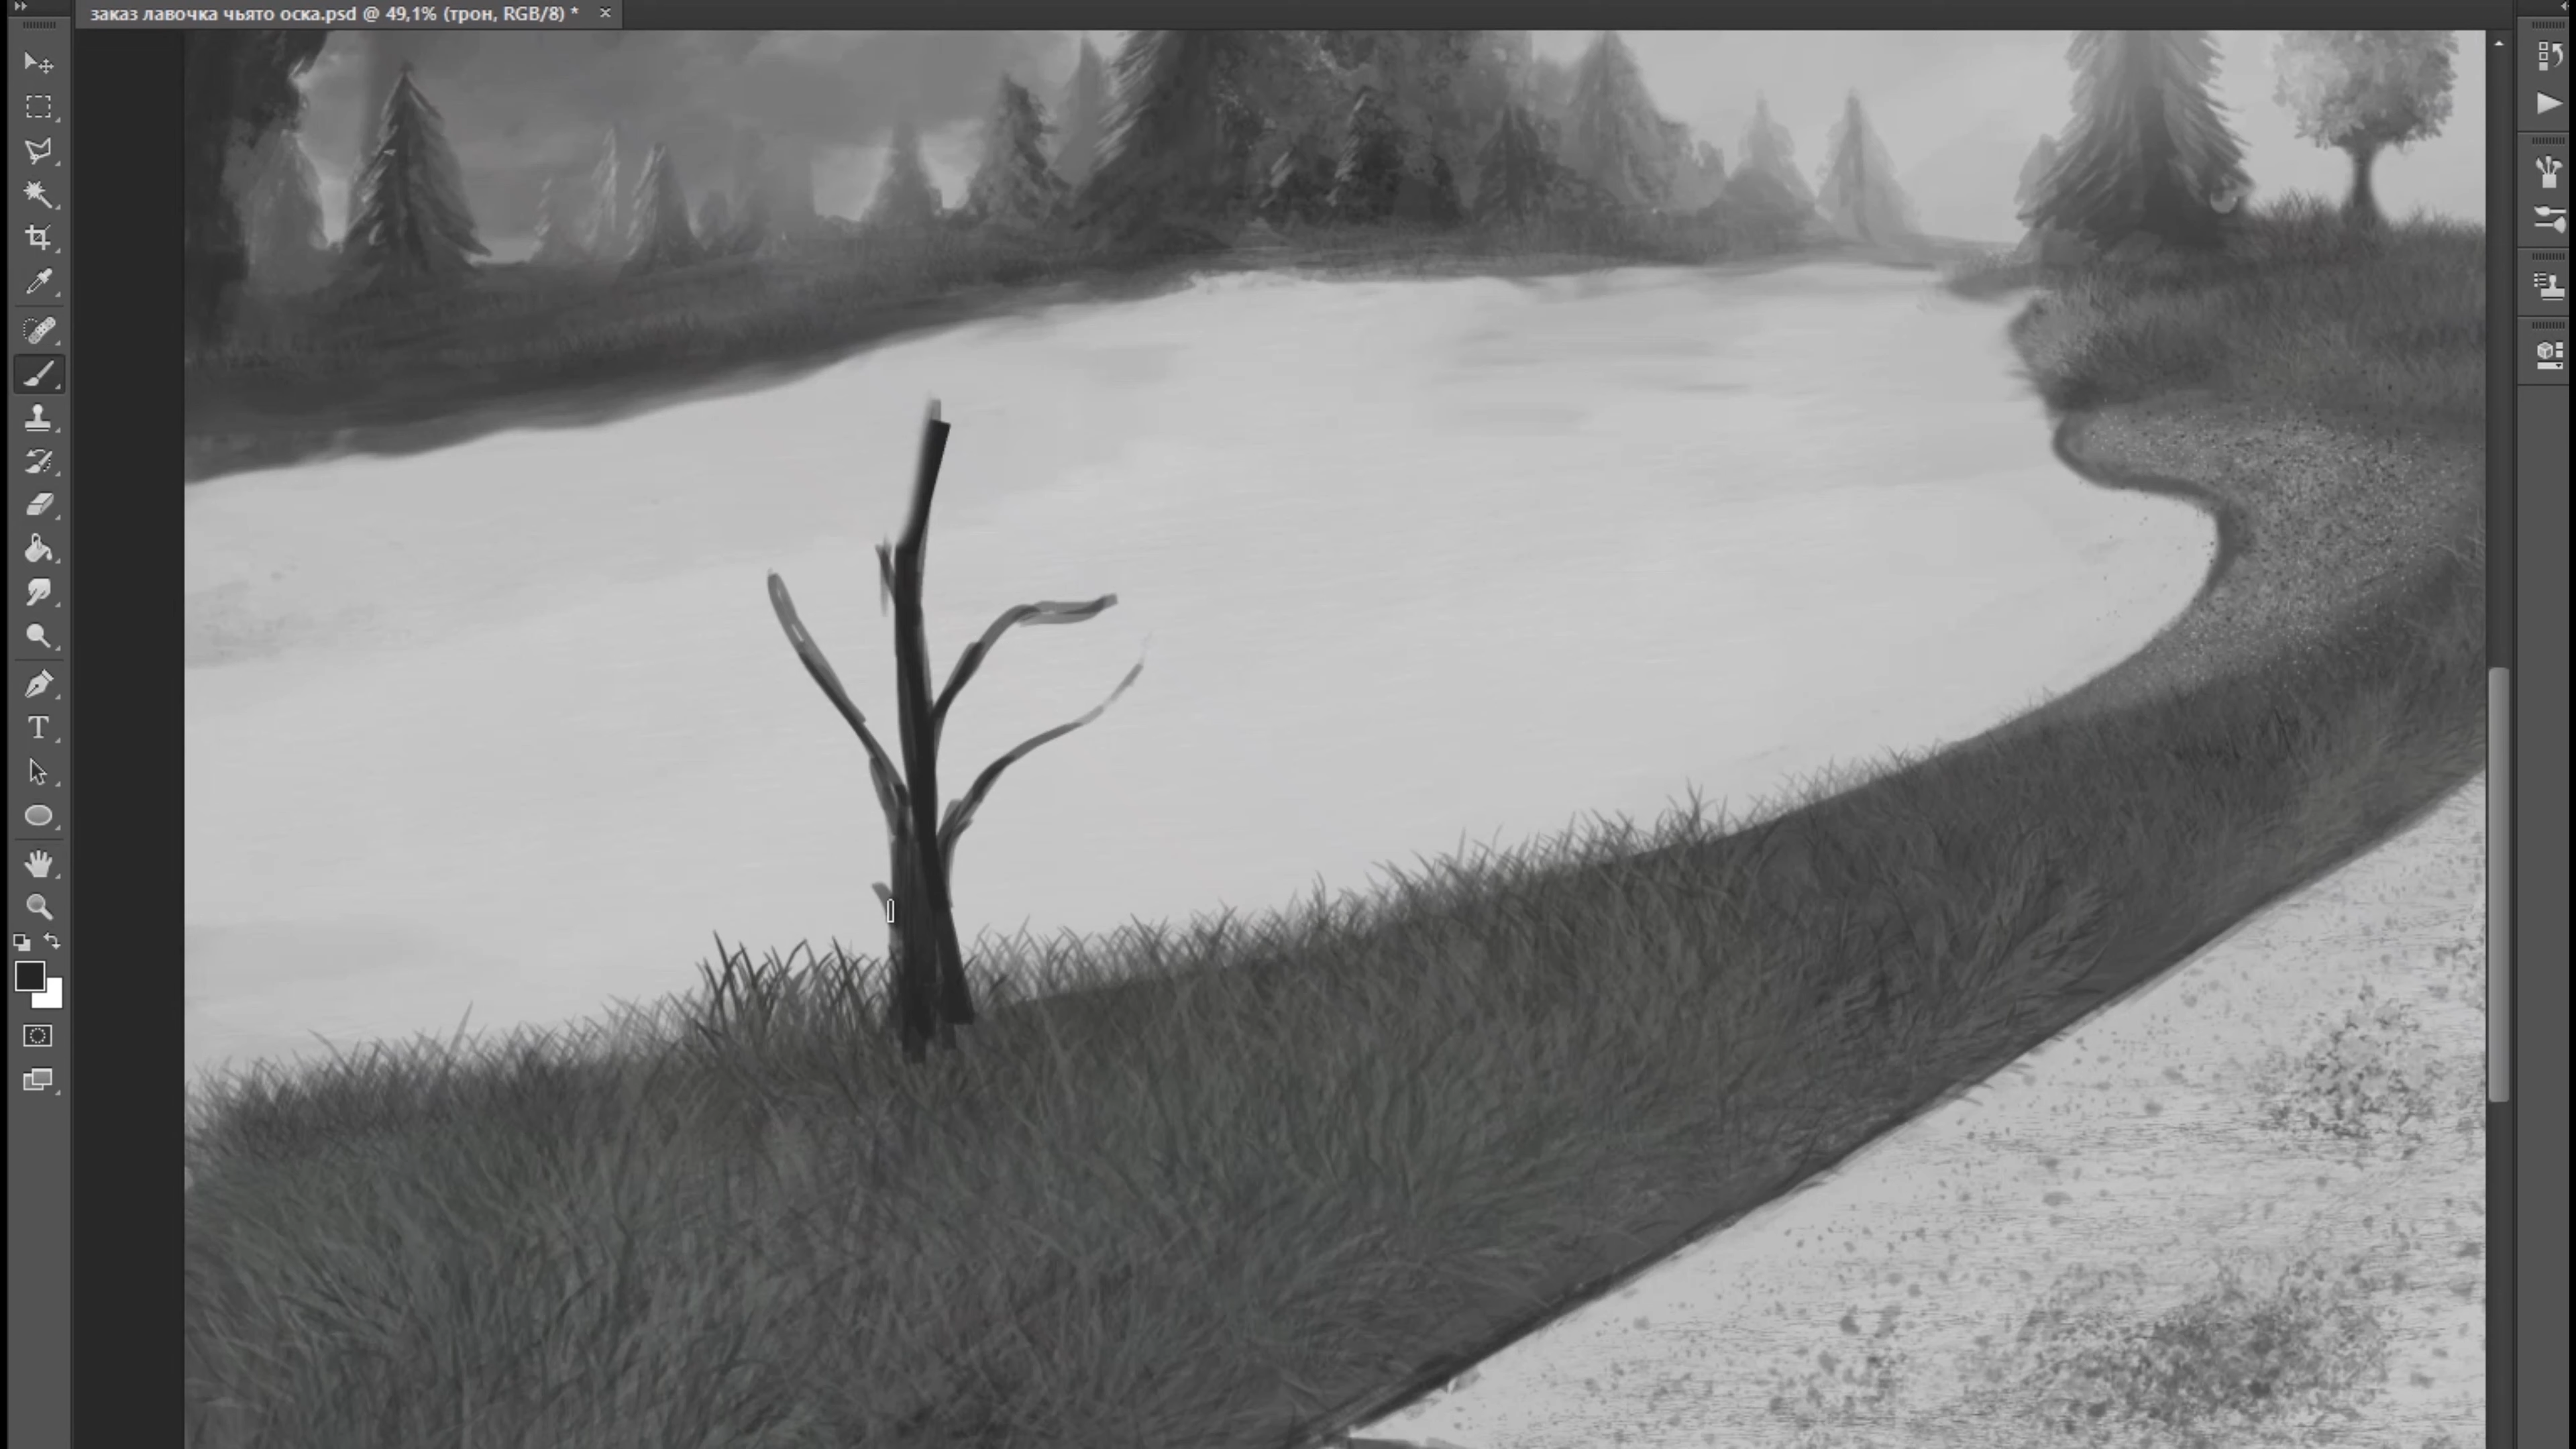 заказ лавочка чьято оска.psd @ 49,1% (трон, RGB/8) *